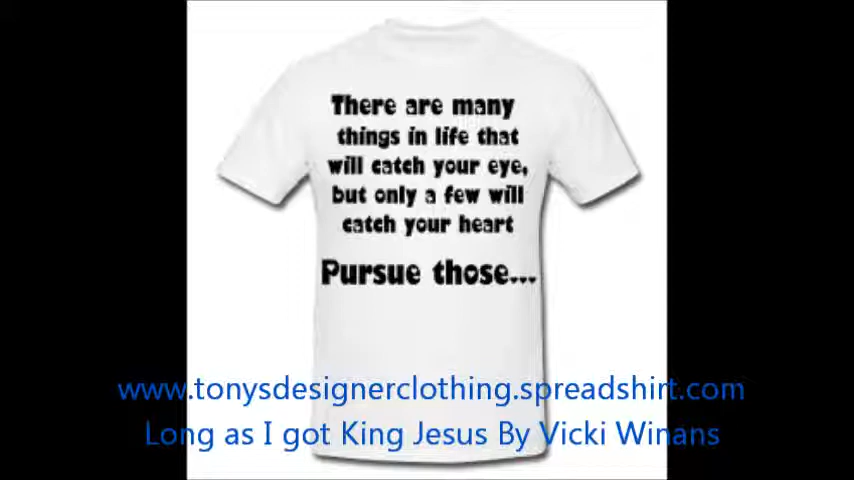 There are many
things in life that
will catch your eye,
but only a few will
catch your heart
Pursue those...
www.tonysdesignerclothing.spreadshirt.com
Long as I got King Jesus By Vicki Winans